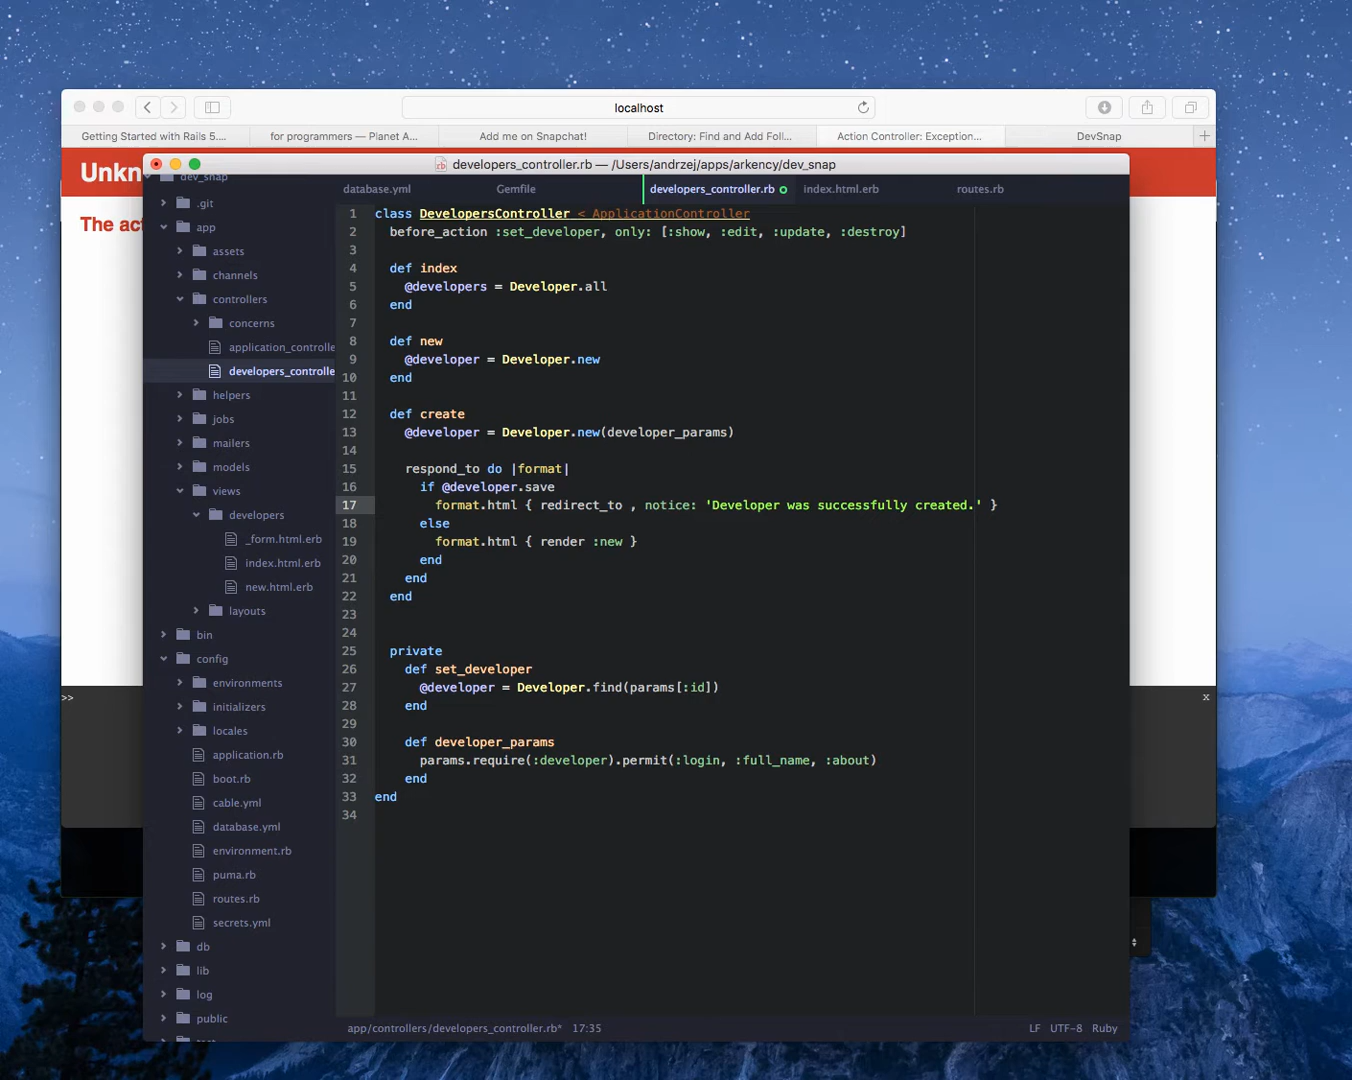 localhost
Getting Started with Rails 5....
for programmers — Planet A...
Add me on Snapchat!
Directory: Find and Add Foll...
Action Controller: Exception...
DevSnap
Unkn
The act
developers_controller.rb — /Users/andrzej/apps/arkency/dev_snap
dev_snap
.git
app
assets
channels
controllers
concerns
application_controlle
developers_controlle
helpers
jobs
mailers
models
views
developers
_form.html.erb
index.html.erb
new.html.erb
layouts
bin
config
environments
initializers
locales
application.rb
boot.rb
cable.yml
database.yml
environment.rb
puma.rb
routes.rb
secrets.yml
db
lib
log
public
database.yml
Gemfile
developers_controller.rb
index.html.erb
routes.rb
1 class DevelopersController < ApplicationController
2 before_action :set_developer, only: [:show, :edit, :update, :destroy]
3
4 def index
5 @developers = Developer.all
6 end
7
8 def new
9 @developer = Developer.new
10 end
11
12 def create
13 @developer = Developer.new(developer_params)
14
15 respond_to do |format|
16 if @developer.save
17 format.html { redirect_to , notice: 'Developer was successfully created.' }
18 else
19 format.html { render :new }
20 end
21 end
22 end
23
24
25 private
26 def set_developer
27 @developer = Developer.find(params[:id])
28 end
29
30 def developer_params
31 params.require(:developer).permit(:login, :full_name, :about)
32 end
33 end
34
>>
x
app/controllers/developers_controller.rb* 17:35
LF UTF-8 Ruby